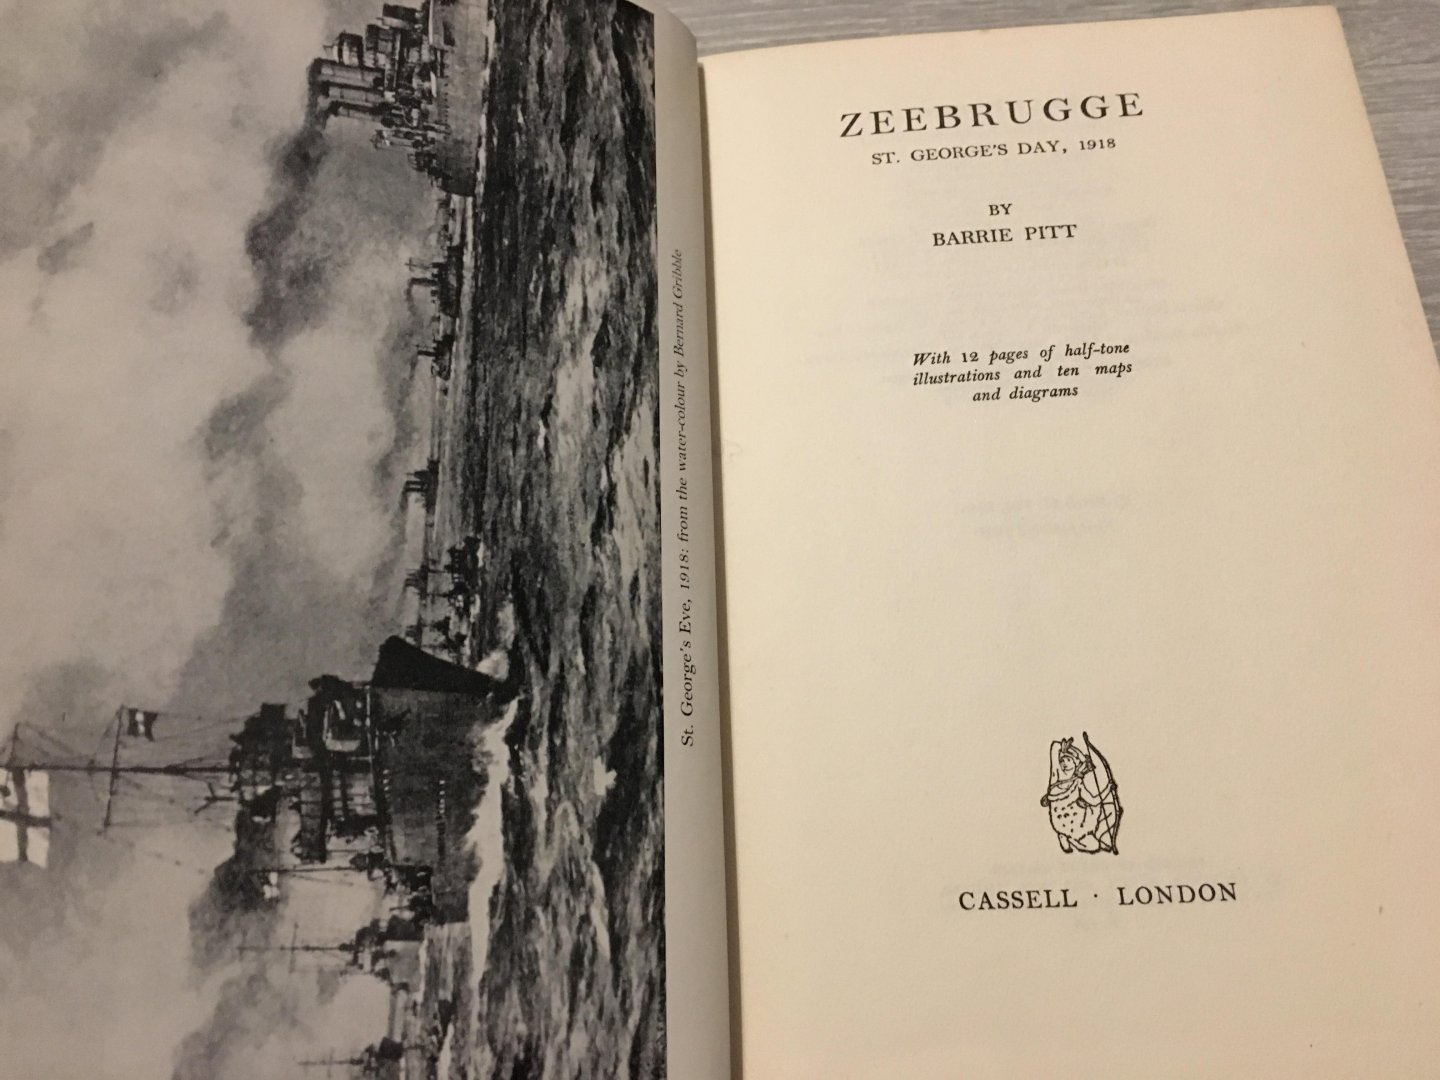 St. George's Eve, 1918: from the water-colour by Bernard Gribble
ZEEBRUGGE
ST. GEORGE'S DAY, 1918
BY
BARRIE PITT
With 12 pages of half-tone
illustrations and ten maps
and diagrams
CASSELL · LONDON